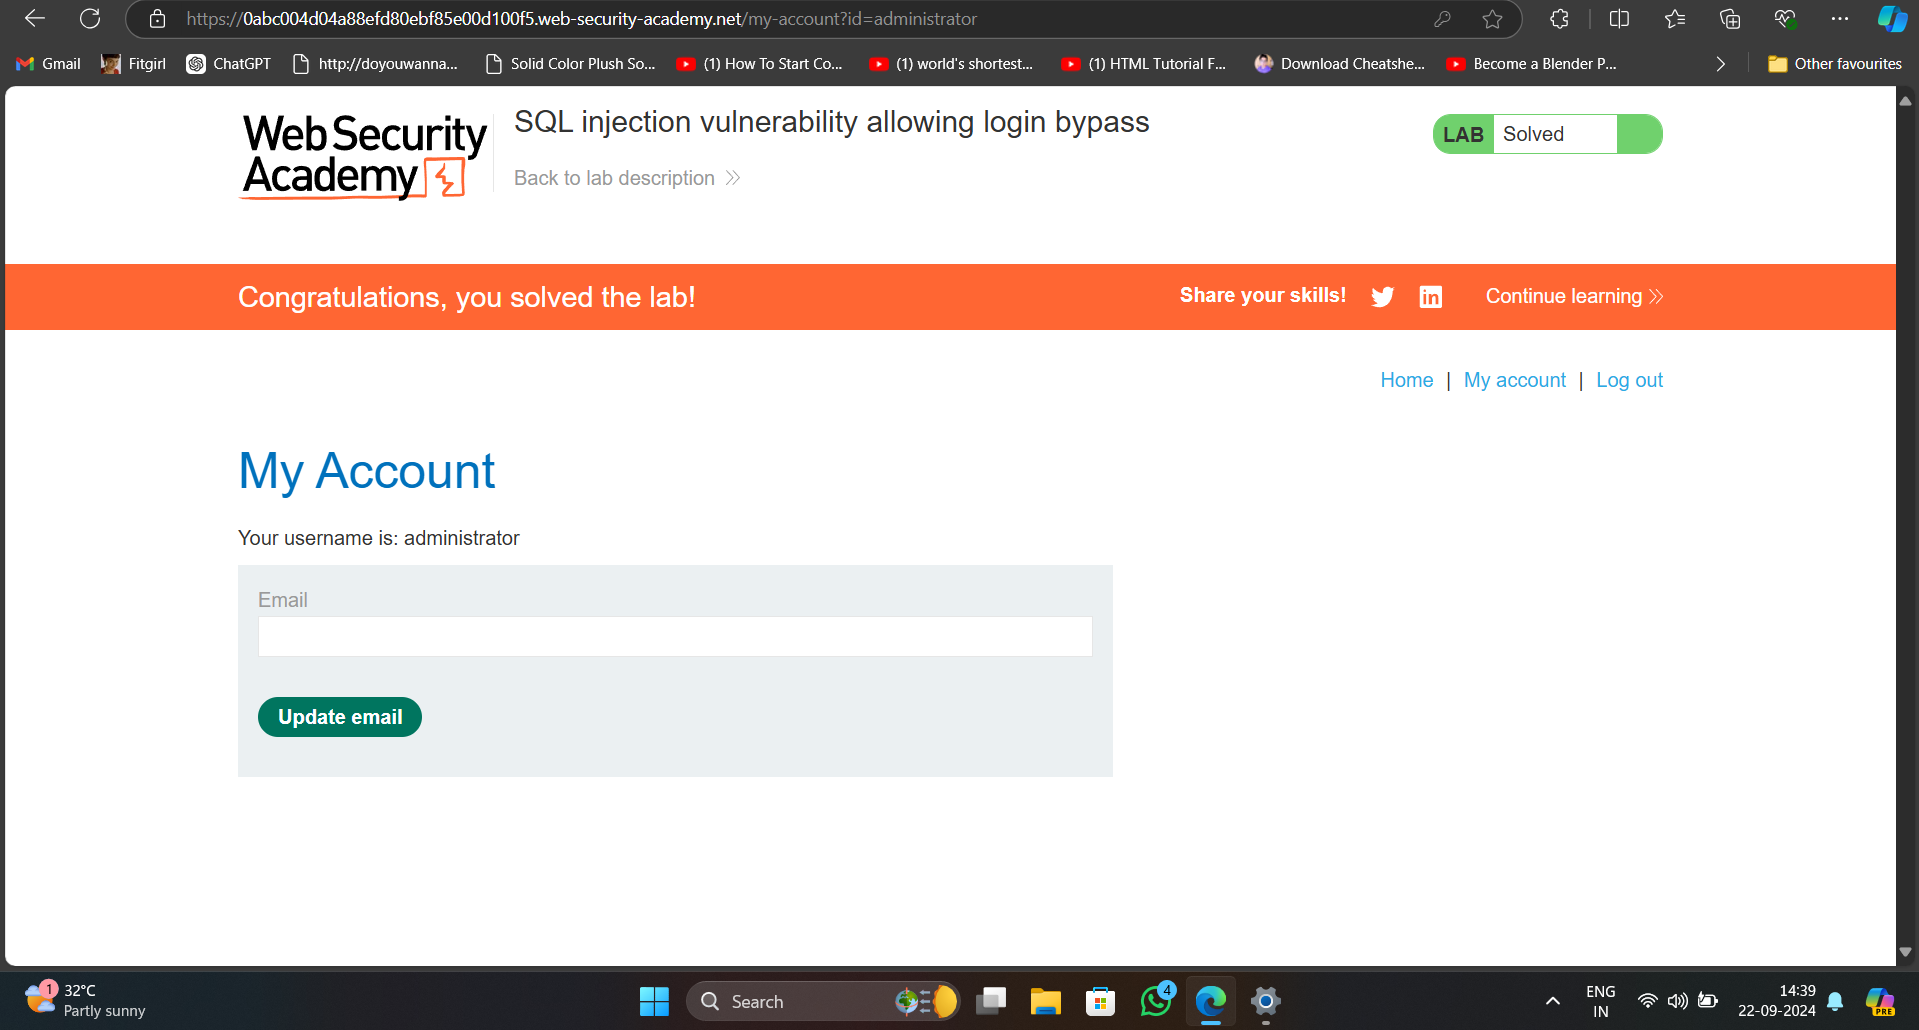 https://0abc004d04a88efd80ebf85e00d100f5.web-security-academy.net/my-account?id=administrator
Gmail Fitgirl ChatGPT http://doyouwanna... Solid Color Plush So... (1) How To Start Co... (1) world's shortest... (1) HTML Tutorial F... Download Cheatshe... Become a Blender P... Other favourites
Web Security
Academy
SQL injection vulnerability allowing login bypass
Back to lab description
LAB Solved
Congratulations, you solved the lab!
Share your skills! in Continue learning
Home | My account | Log out
My Account
Your username is: administrator
Email
Update email
1
32°C
Partly sunny
Search
4
ENG
IN
14:39
22-09-2024
PRE